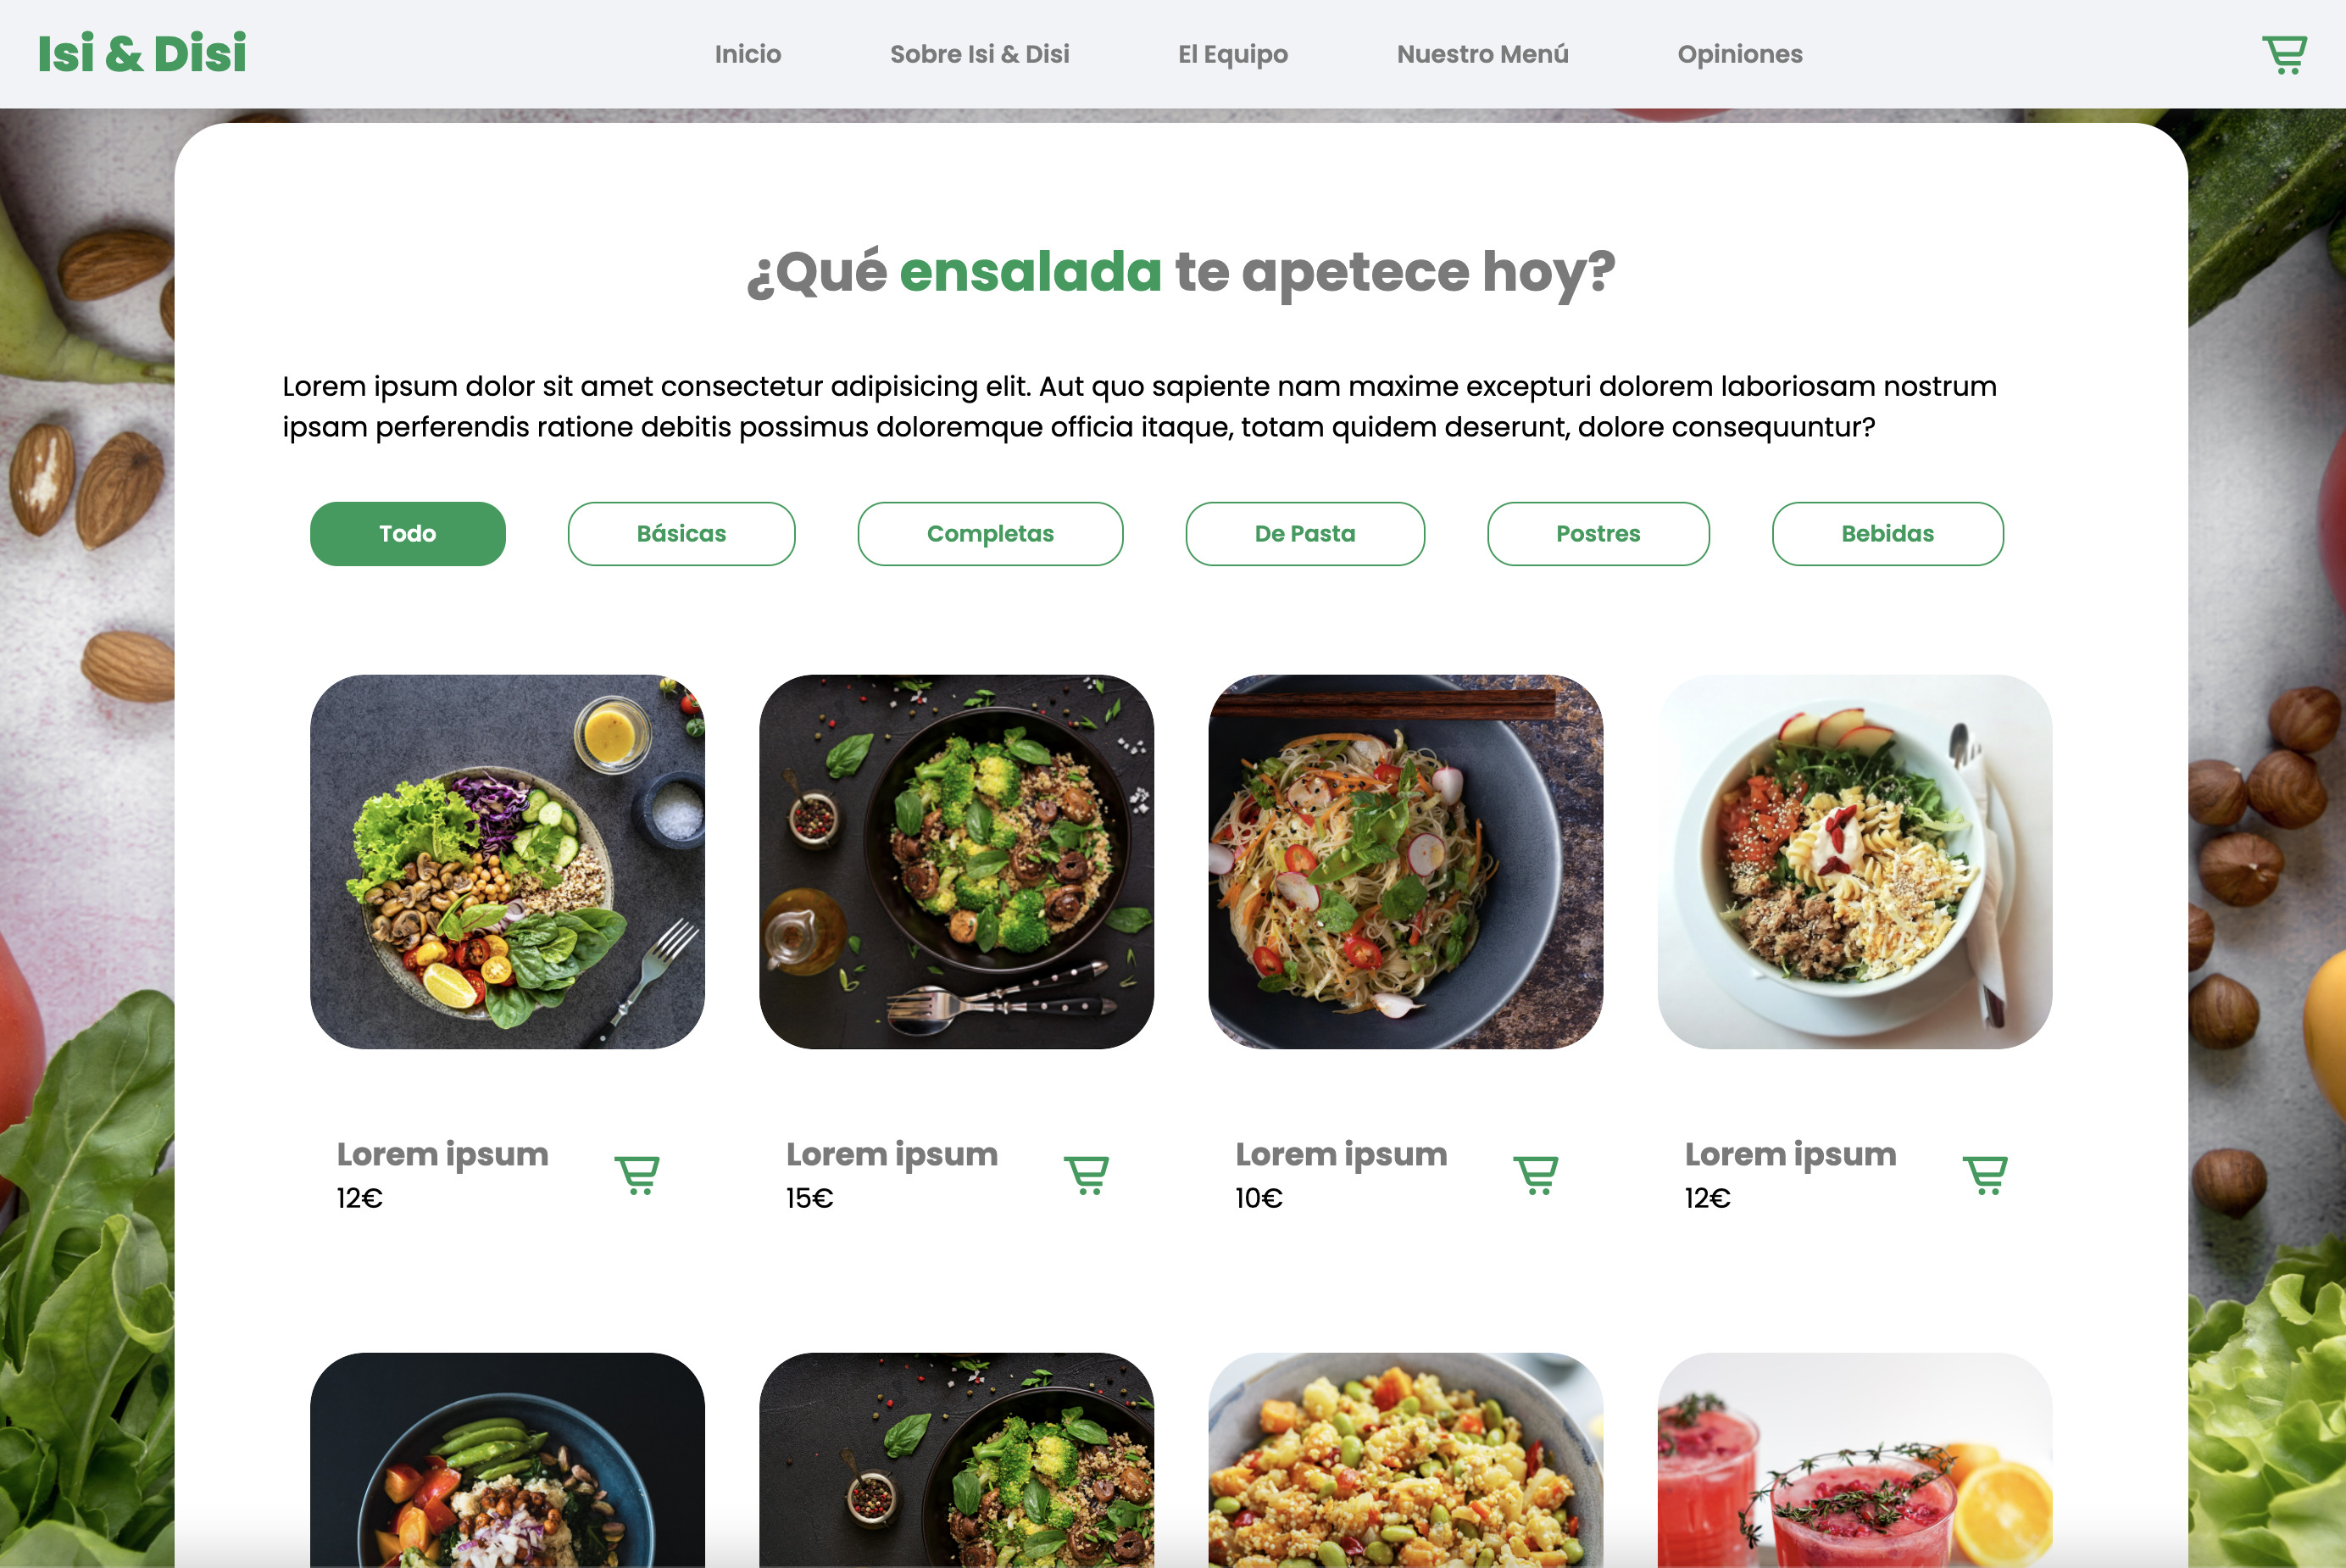 Isi & Disi
Inicio
Sobre Isi & Disi
El Equipo
Nuestro Menú
Opiniones
¿Qué ensalada te apetece hoy?
Lorem ipsum dolor sit amet consectetur adipisicing elit. Aut quo sapiente nam maxime excepturi dolorem laboriosam nostrum
ipsam perferendis ratione debitis possimus doloremque officia itaque, totam quidem deserunt, dolore consequuntur?
Todo
Básicas
Completas
De Pasta
Postres
Bebidas
Lorem ipsum
12€
Lorem ipsum
15€
Lorem ipsum
10€
Lorem ipsum
12€